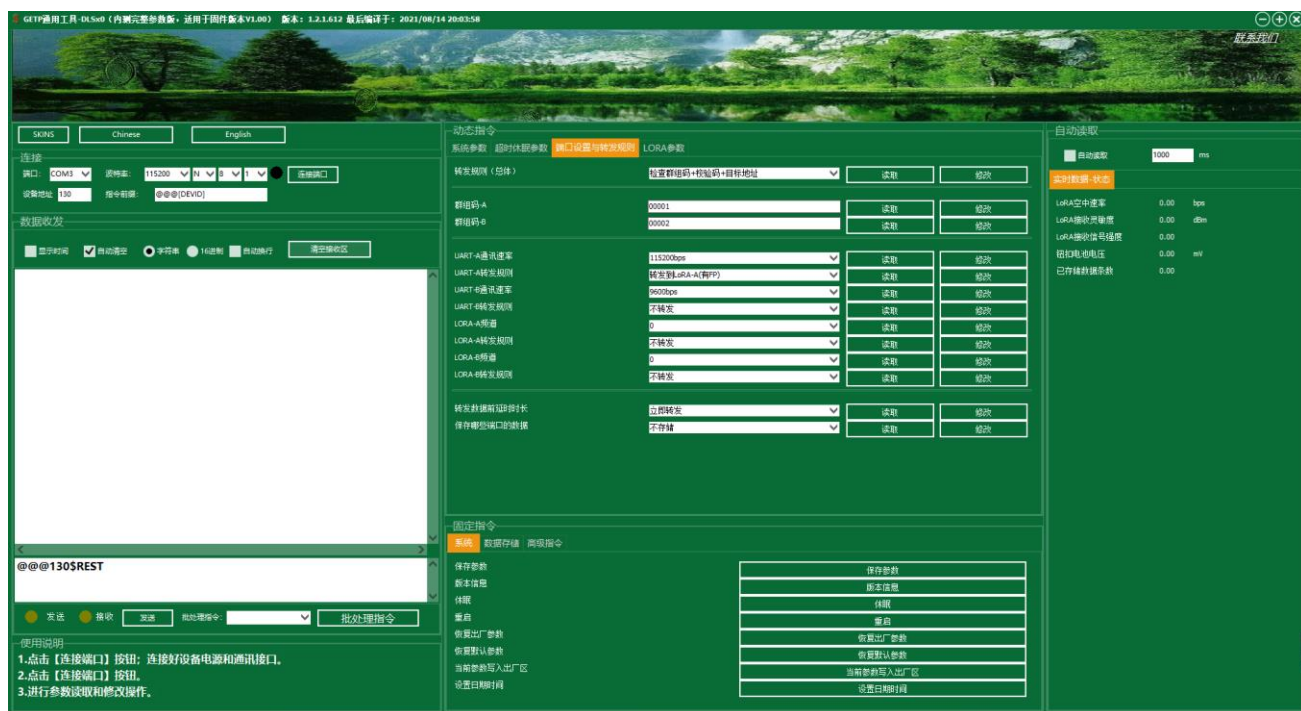 GETP通用工具-DLSx0（内测完整参数版，适用于固件版本V1.00） 版本：1.2.1.612 最后编译于：2021/08/14 20:03:58
联系我们
SKINS Chinese English
连接
端口: COM3 波特率: 115200 N 8 1 连接端口
设备地址 130 指令前缀: @@@[DEVID]
数据收发
显示时间 自动清空 字符串 16进制 自动换行 清空接收区
@@@130$REST
发送 接收 发送 批处理指令: 批处理指令
使用说明
1.点击【连接端口】按钮；连接好设备电源和通讯接口。
2.点击【连接端口】按钮。
3.进行参数读取和修改操作。
动态指令
系统参数 超时休眠参数 端口设置与转发规则 LORA参数
转发规则（总体） 检查群组码+校验码+目标地址 读取 修改
群组码-A 00001 读取 修改
群组码-B 00002 读取 修改
UART-A通讯速率 115200bps 读取 修改
UART-A转发规则 转发到LoRA-A(有FP) 读取 修改
UART-B通讯速率 9600bps 读取 修改
UART-B转发规则 不转发 读取 修改
LORA-A频道 0 读取 修改
LORA-A转发规则 不转发 读取 修改
LORA-B频道 0 读取 修改
LORA-B转发规则 不转发 读取 修改
转发数据前延时时长 立即转发 读取 修改
保存哪些端口的数据 不存储 读取 修改
固定指令
系统 数据存储 高级指令
保存参数 保存参数
版本信息 版本信息
休眠 休眠
重启 重启
恢复出厂参数 恢复出厂参数
恢复默认参数 恢复默认参数
当前参数写入出厂区 当前参数写入出厂区
设置日期时间 设置日期时间
自动读取
自动读取 1000 ms
实时数据-状态
LoRA空中速率 0.00 bps
LoRA接收灵敏度 0.00 dBm
LoRA接收信号强度 0.00
纽扣电池电压 0.00 mV
已存储数据条数 0.00